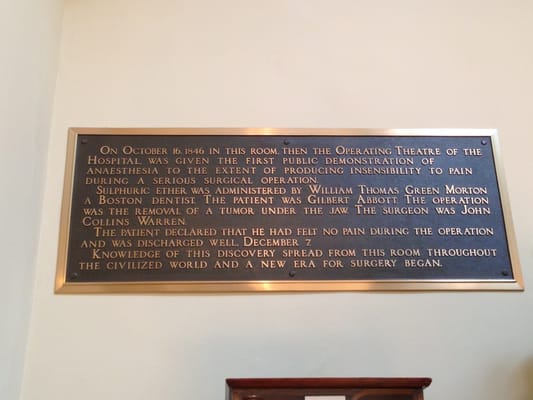 On October 16, 1846 in this room, then the Operating Theatre of the
Hospital, was given the first public demonstration of
anaesthesia to the extent of producing insensibility to pain
during a serious surgical operation.
Sulphuric ether was administered by William Thomas Green Morton
a Boston dentist. The patient was Gilbert Abbott. The operation
was the removal of a tumor under the jaw. The surgeon was John
Collins Warren.
The patient declared that he had felt no pain during the operation
and was discharged well, December 7.
Knowledge of this discovery spread from this room throughout
the civilized world and a new era for surgery began.